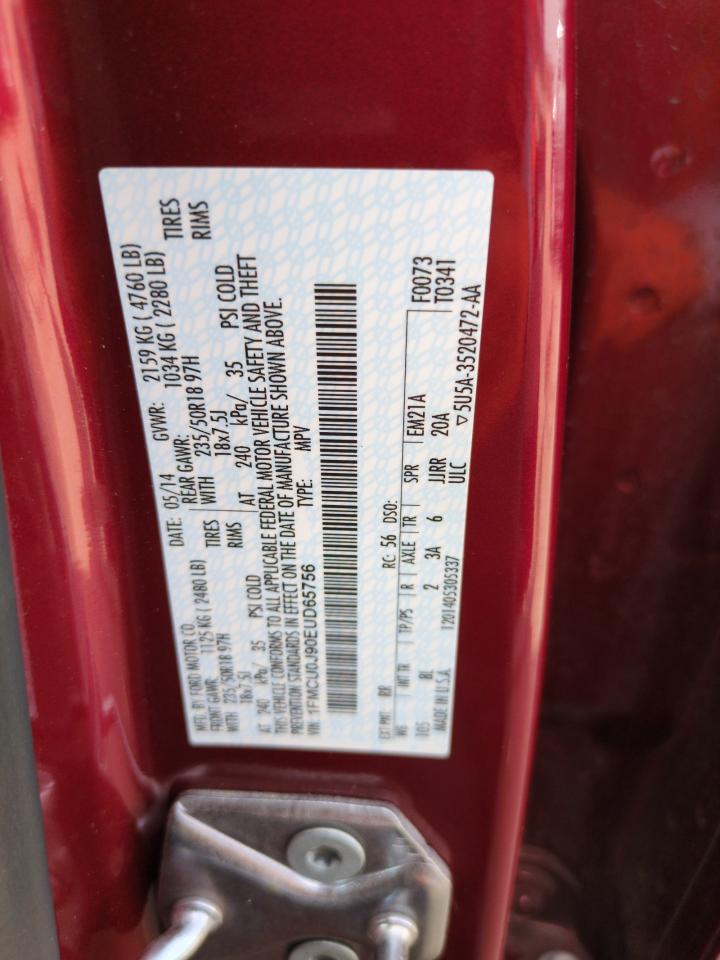 MFD. BY FORD MOTOR CO. DATE: 05/14 GVWR: 2159 KG ( 4760 LB)
FRONT GAWR: 1125 KG ( 2480 LB) REAR GAWR: 1034 KG ( 2280 LB)
WITH 235/50R18 97H TIRES WITH 235/50R18 97H TIRES
18x7.5J RIMS 18x7.5J RIMS
AT 240 kPa/ 35 PSI COLD AT 240 kPa/ 35 PSI COLD
THIS VEHICLE CONFORMS TO ALL APPLICABLE FEDERAL MOTOR VEHICLE SAFETY AND THEFT
PREVENTION STANDARDS IN EFFECT ON THE DATE OF MANUFACTURE SHOWN ABOVE.
VIN: 1FMCU0J90EUD65756 TYPE: MPV
EXT PNT: RR RC: 56 DSO: F0073
WB INT TR TP/PS R AXLE TR SPR EM21A T0341
105 BL 2 3A 6 JJRR 20A
MADE IN U.S.A. 1201405305337 ULC ▽5U5A-3520472-AA